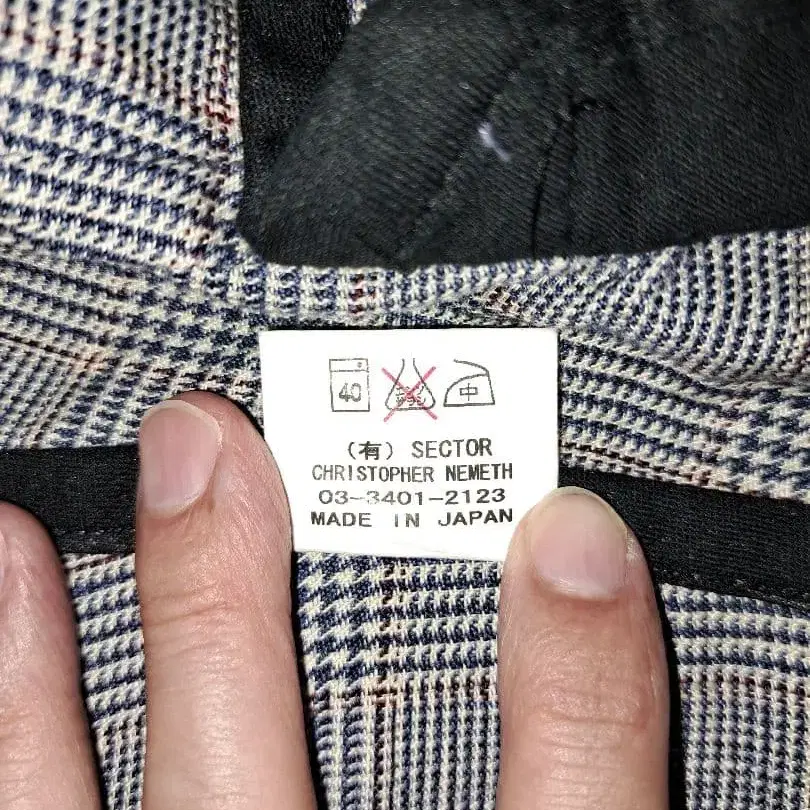 40 中
(有) SECTOR
CHRISTOPHER NEMETH
03-3401-2123
MADE IN JAPAN